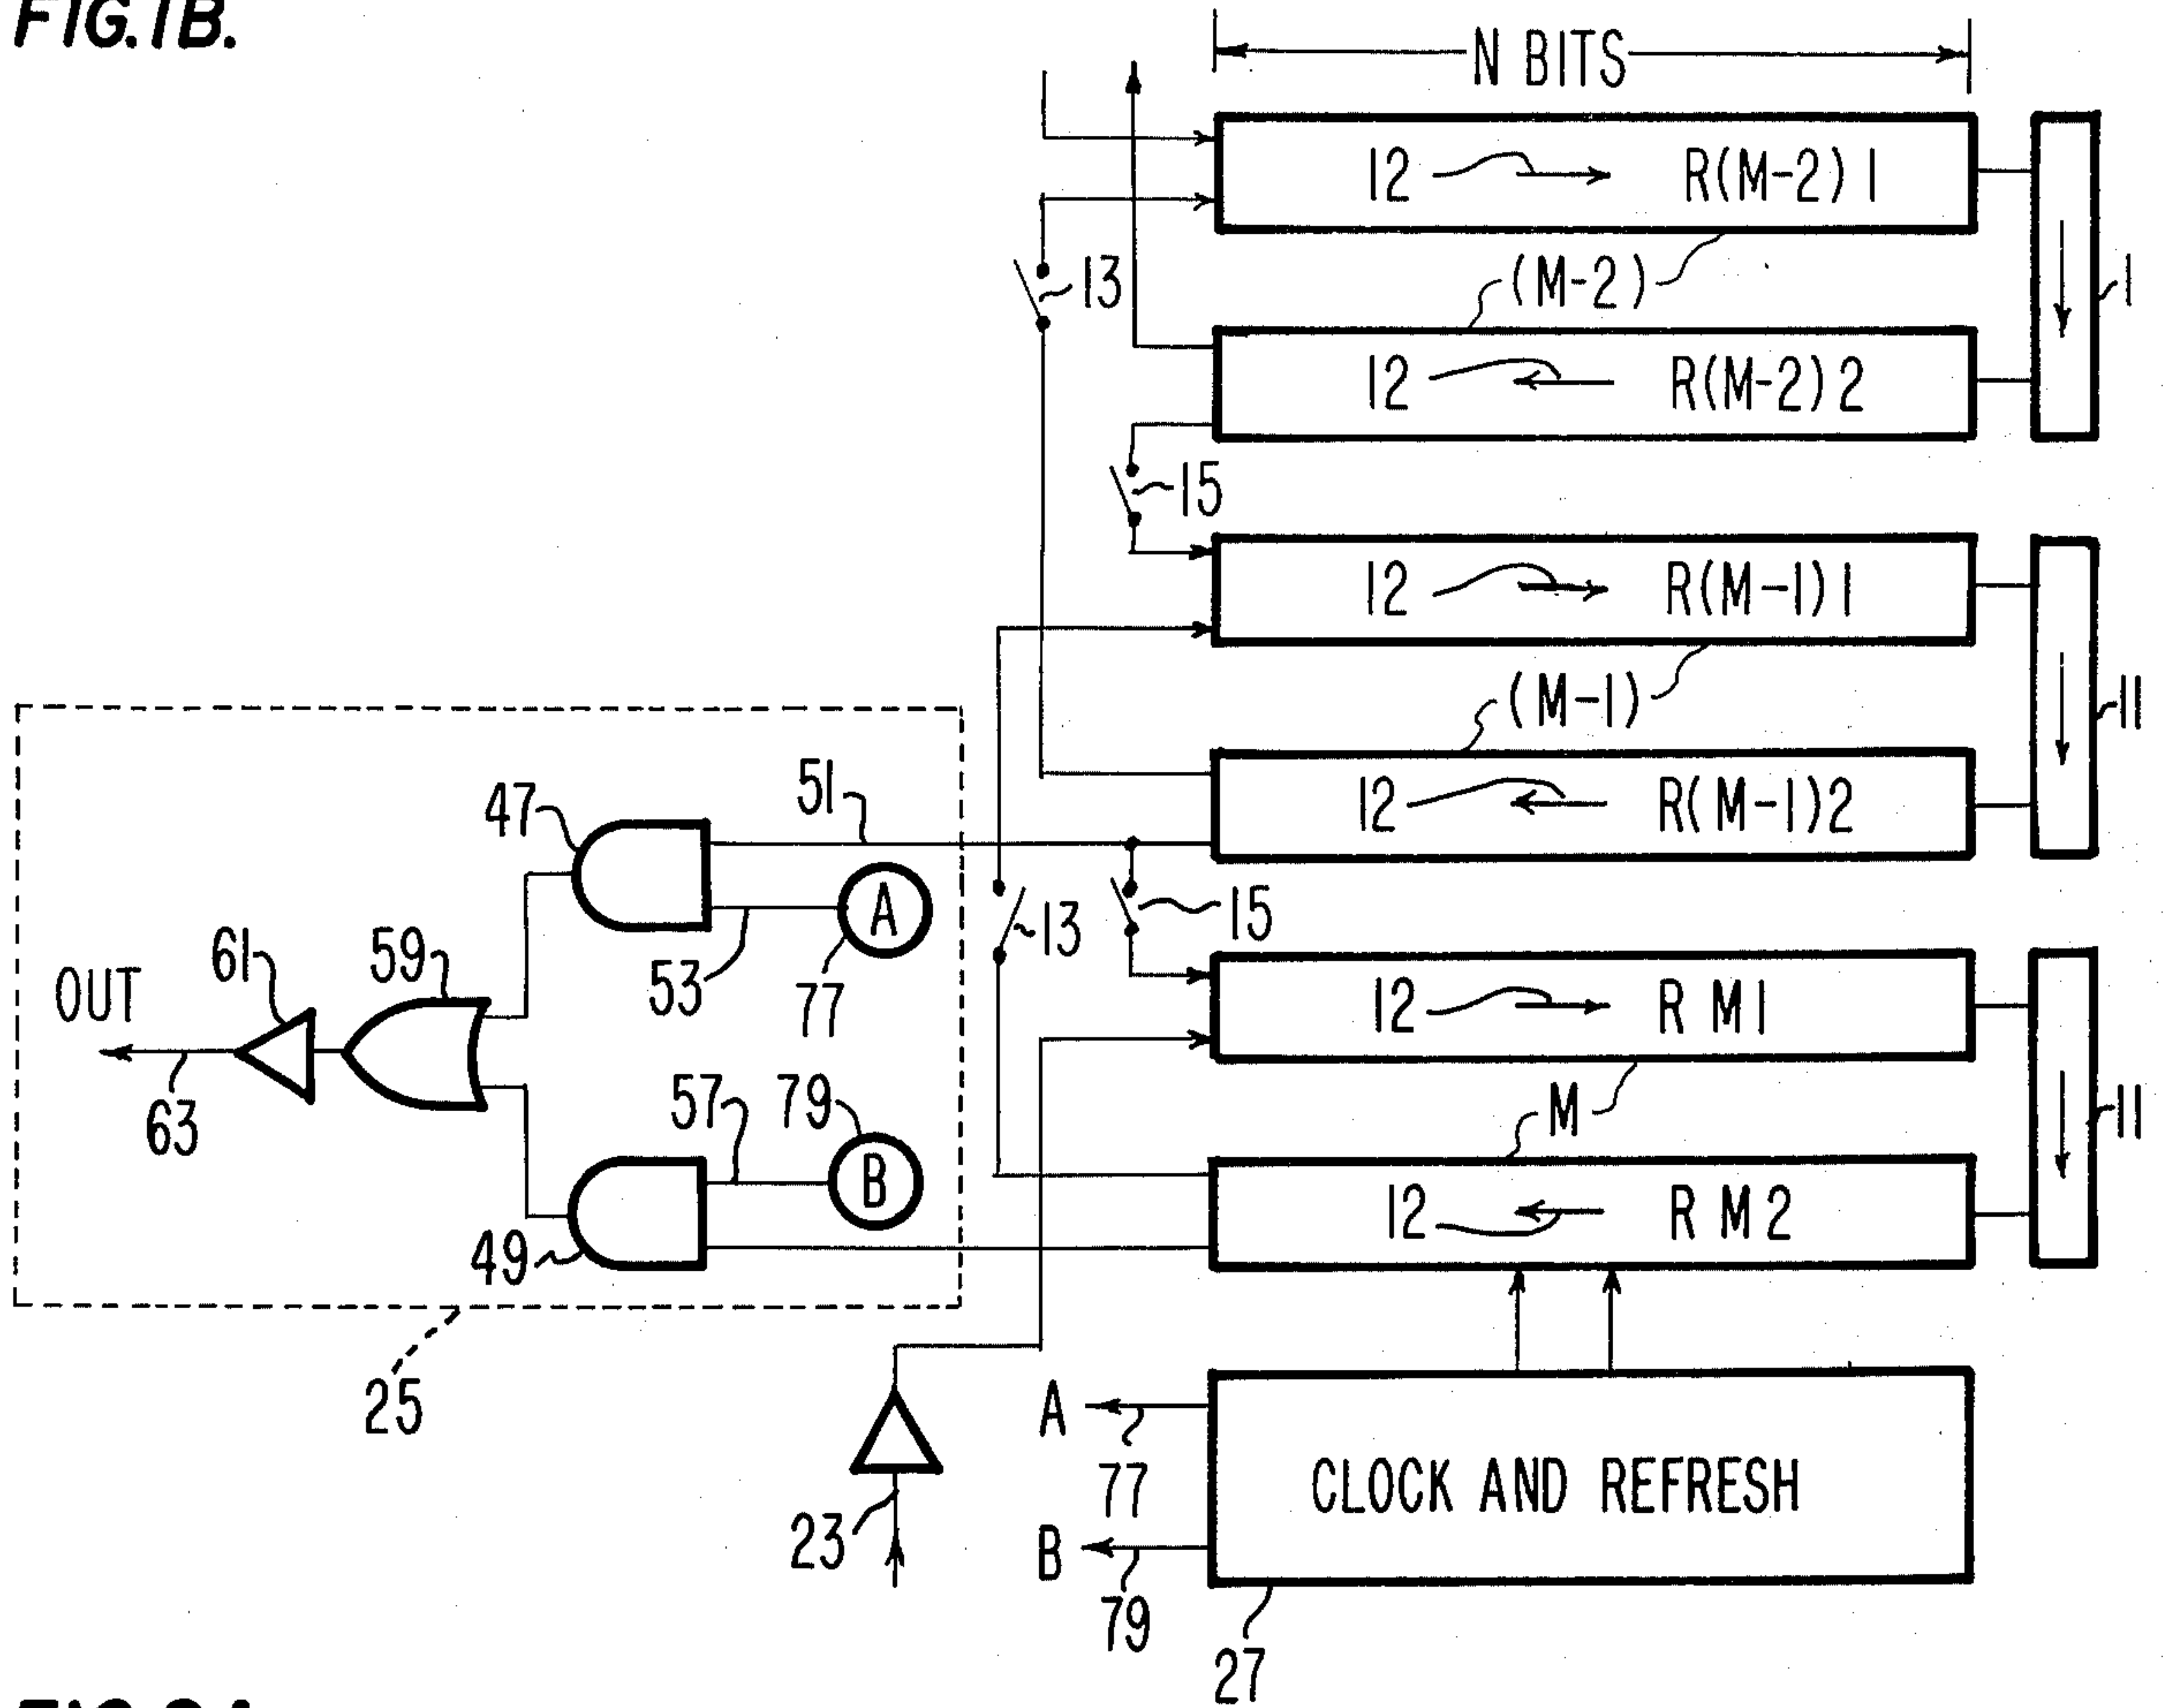 FIG.1B.
N BITS
12 R(M-2)1
13
(M-2)
1
12 R(M-2)2
15
12 R(M-1)1
(M-1)
11
51
47
12 R(M-1)2
A
13
15
61
59
OUT
53
77
12 R M1
57
79
M
11
63
B
12 R M2
49
25
A
77
CLOCK AND REFRESH
23
B
79
27